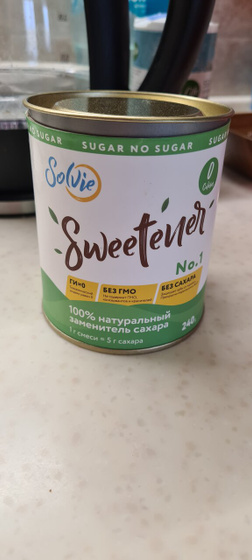 SUGAR
SUGAR NO SUGAR
Solvie
0
Sweetener
No.1
ГИ=0
БЕЗ ГМО
БЕЗ САХАРА
100% натуральный
заменитель сахара
1 г смеси = 5 г сахара
240